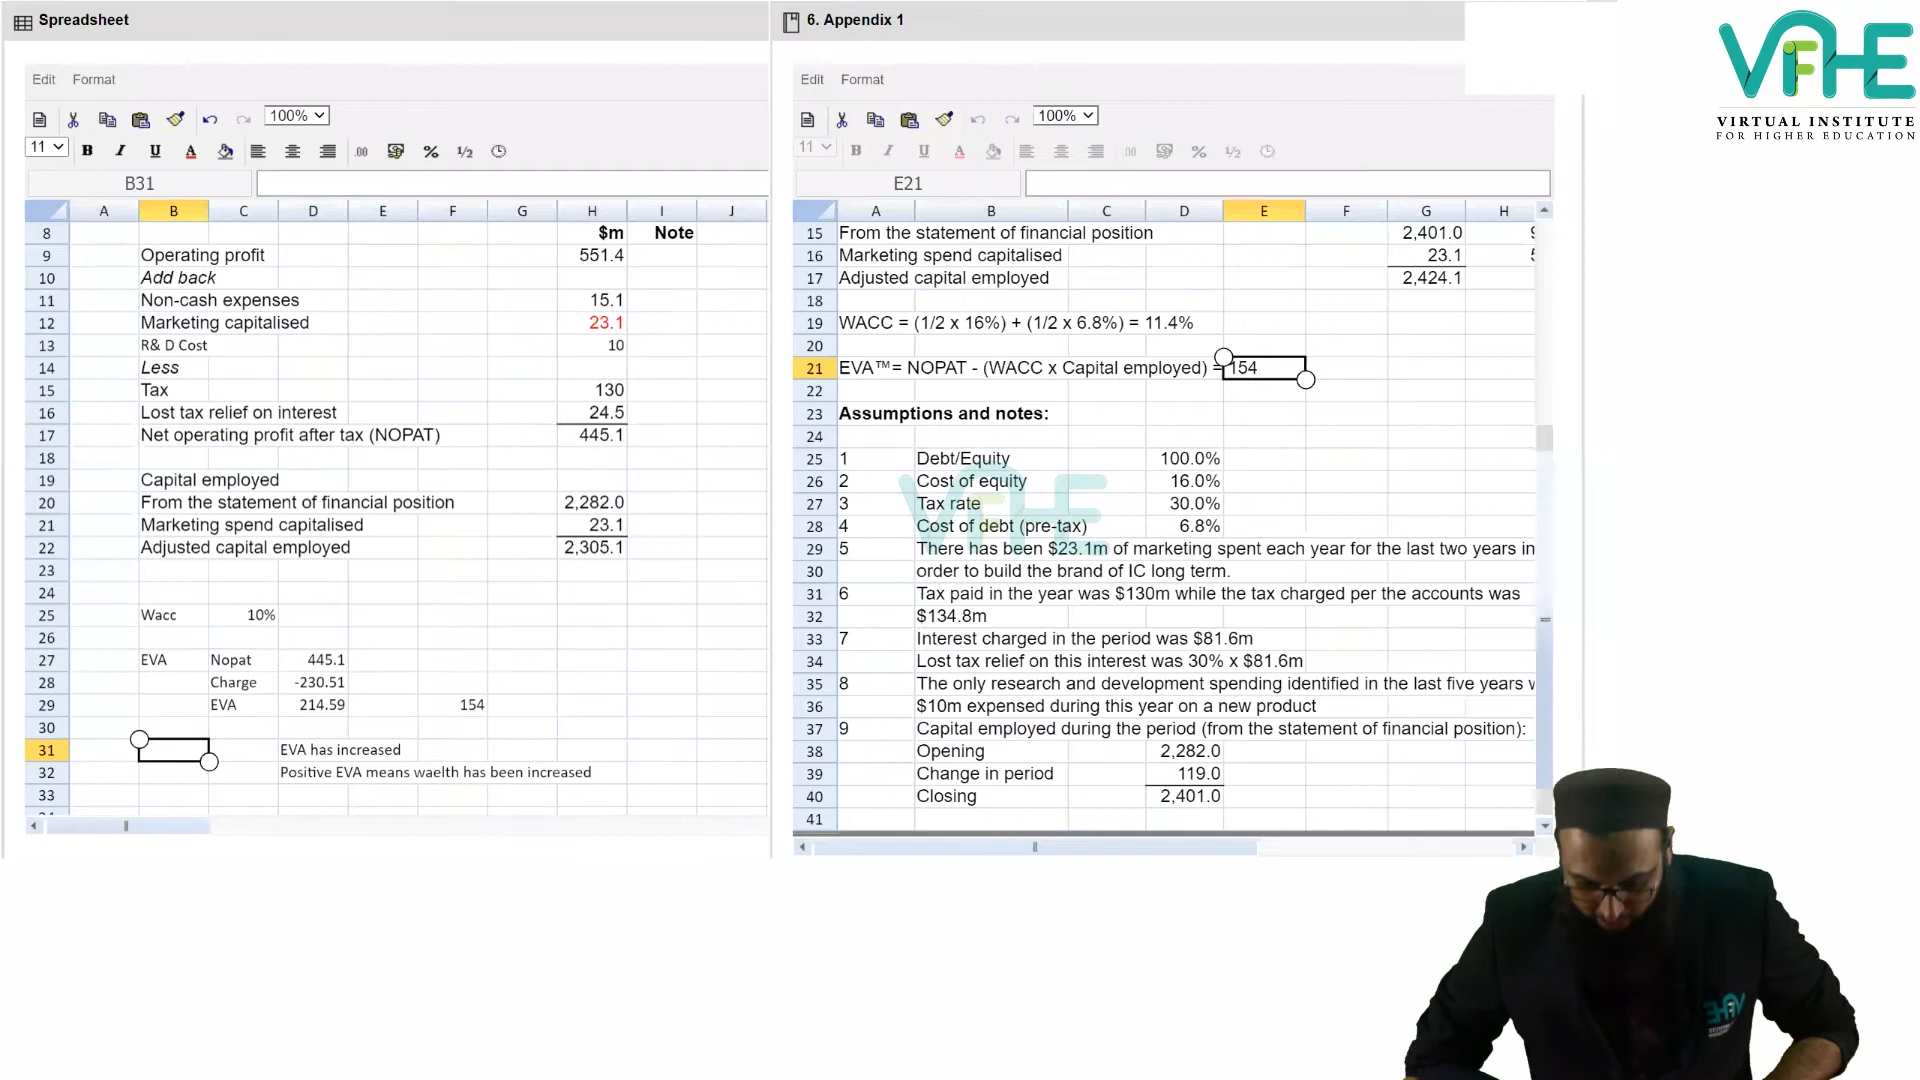 Spreadsheet
Edit Format
100%
11 B I U A .00 % 1/2
B31
A B C D E F G H I J
8 $m Note
9 Operating profit 551.4
10 Add back
11 Non-cash expenses 15.1
12 Marketing capitalised 23.1
13 R& D Cost 10
14 Less
15 Tax 130
16 Lost tax relief on interest 24.5
17 Net operating profit after tax (NOPAT) 445.1
18
19 Capital employed
20 From the statement of financial position 2,282.0
21 Marketing spend capitalised 23.1
22 Adjusted capital employed 2,305.1
23
24
25 Wacc 10%
26
27 EVA Nopat 445.1
28 Charge -230.51
29 EVA 214.59 154
30
31 EVA has increased
32 Positive EVA means waelth has been increased
33
6. Appendix 1
Edit Format
100%
11 B I U A .00 % 1/2
E21
A B C D E F G H
15 From the statement of financial position 2,401.0
16 Marketing spend capitalised 23.1
17 Adjusted capital employed 2,424.1
18
19 WACC = (1/2 x 16%) + (1/2 x 6.8%) = 11.4%
20
21 EVA™= NOPAT - (WACC x Capital employed) = 154
22
23 Assumptions and notes:
24
25 1 Debt/Equity 100.0%
26 2 Cost of equity 16.0%
27 3 Tax rate 30.0%
28 4 Cost of debt (pre-tax) 6.8%
29 5 There has been $23.1m of marketing spent each year for the last two years in
30 order to build the brand of IC long term.
31 6 Tax paid in the year was $130m while the tax charged per the accounts was
32 $134.8m
33 7 Interest charged in the period was $81.6m
34 Lost tax relief on this interest was 30% x $81.6m
35 8 The only research and development spending identified in the last five years
36 $10m expensed during this year on a new product
37 9 Capital employed during the period (from the statement of financial position):
38 Opening 2,282.0
39 Change in period 119.0
40 Closing 2,401.0
41
VIFHE
VIRTUAL INSTITUTE
FOR HIGHER EDUCATION